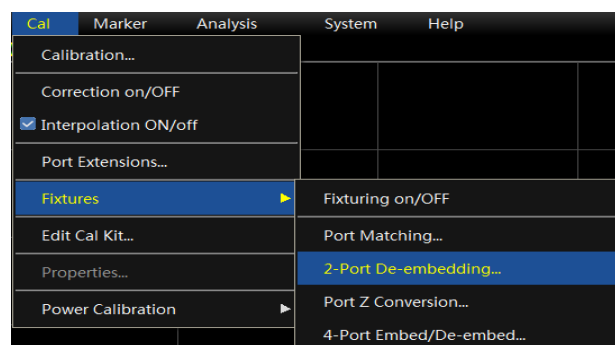 Cal Marker Analysis System Help
Calibration...
Correction on/OFF
Interpolation ON/off
Port Extensions...
Fixtures
Fixturing on/OFF
Edit Cal Kit...
Port Matching...
Properties...
2-Port De-embedding...
Power Calibration
Port Z Conversion...
4-Port Embed/De-embed...